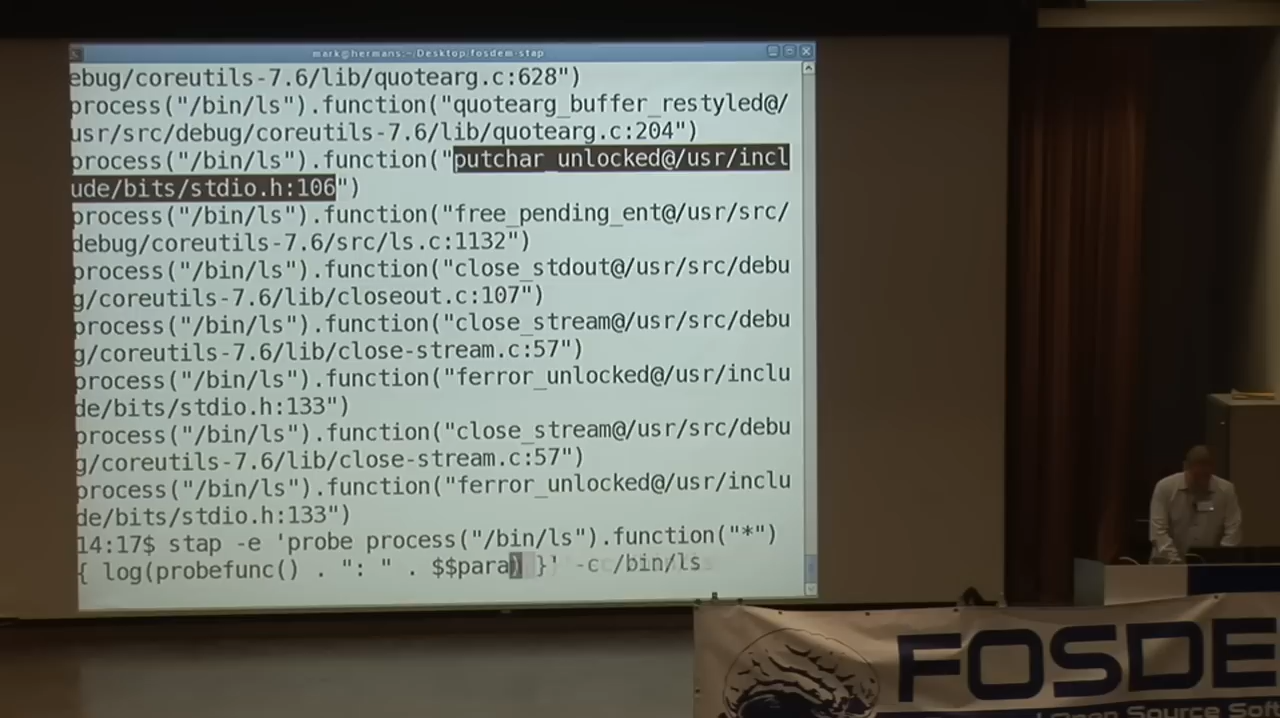 mark@hermans:~/Desktop/fosdem-stap
ebug/coreutils-7.6/lib/quotearg.c:628")
process("/bin/ls").function("quotearg_buffer_restyled@/
usr/src/debug/coreutils-7.6/lib/quotearg.c:204")
process("/bin/ls").function("putchar_unlocked@/usr/incl
ude/bits/stdio.h:106")
process("/bin/ls").function("free_pending_ent@/usr/src/
debug/coreutils-7.6/src/ls.c:1132")
process("/bin/ls").function("close_stdout@/usr/src/debu
g/coreutils-7.6/lib/closeout.c:107")
process("/bin/ls").function("close_stream@/usr/src/debu
g/coreutils-7.6/lib/close-stream.c:57")
process("/bin/ls").function("ferror_unlocked@/usr/inclu
de/bits/stdio.h:133")
process("/bin/ls").function("close_stream@/usr/src/debu
g/coreutils-7.6/lib/close-stream.c:57")
process("/bin/ls").function("ferror_unlocked@/usr/inclu
de/bits/stdio.h:133")
14:17$ stap -e 'probe process("/bin/ls").function("*")
{ log(probefunc() . ": " . $$para) }' -c /bin/ls
FOSDE
Open Source Soft